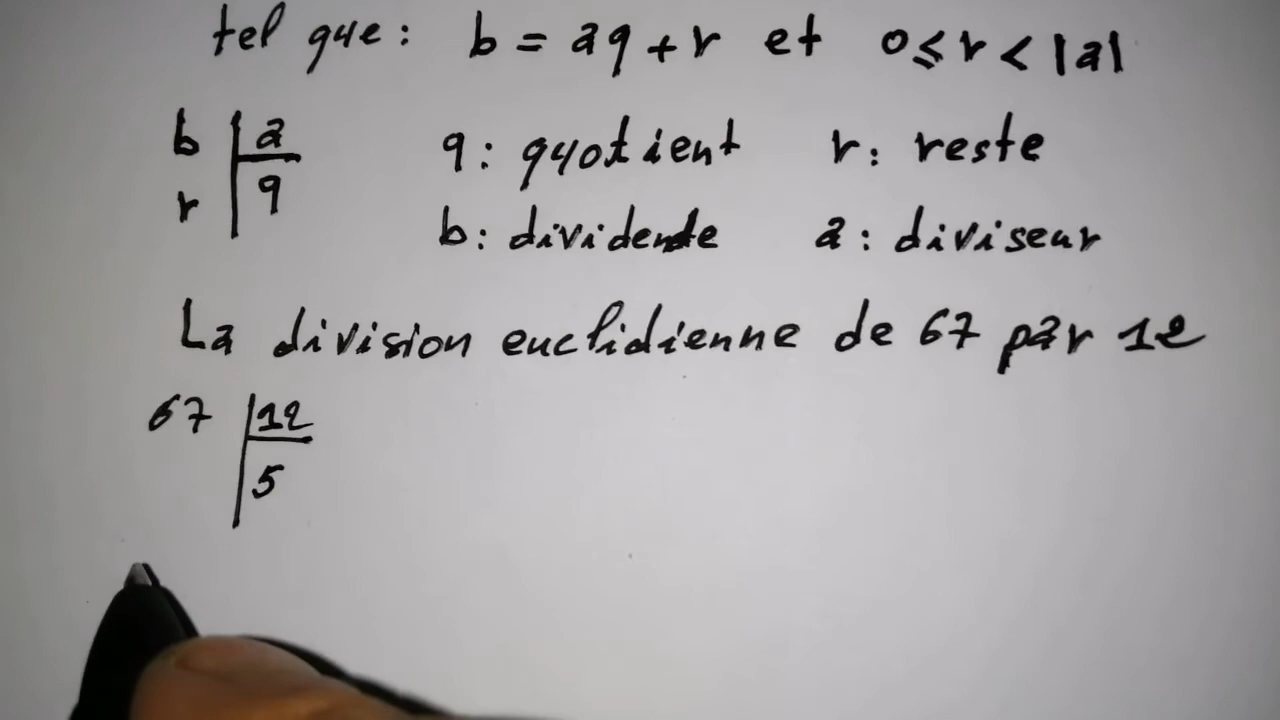 tel que : b = aq + r et 0 ≤ r < |a|
b | a q : quotient r : reste
r | q b : dividende a : diviseur
La division euclidienne de 67 par 12
67 | 12
5